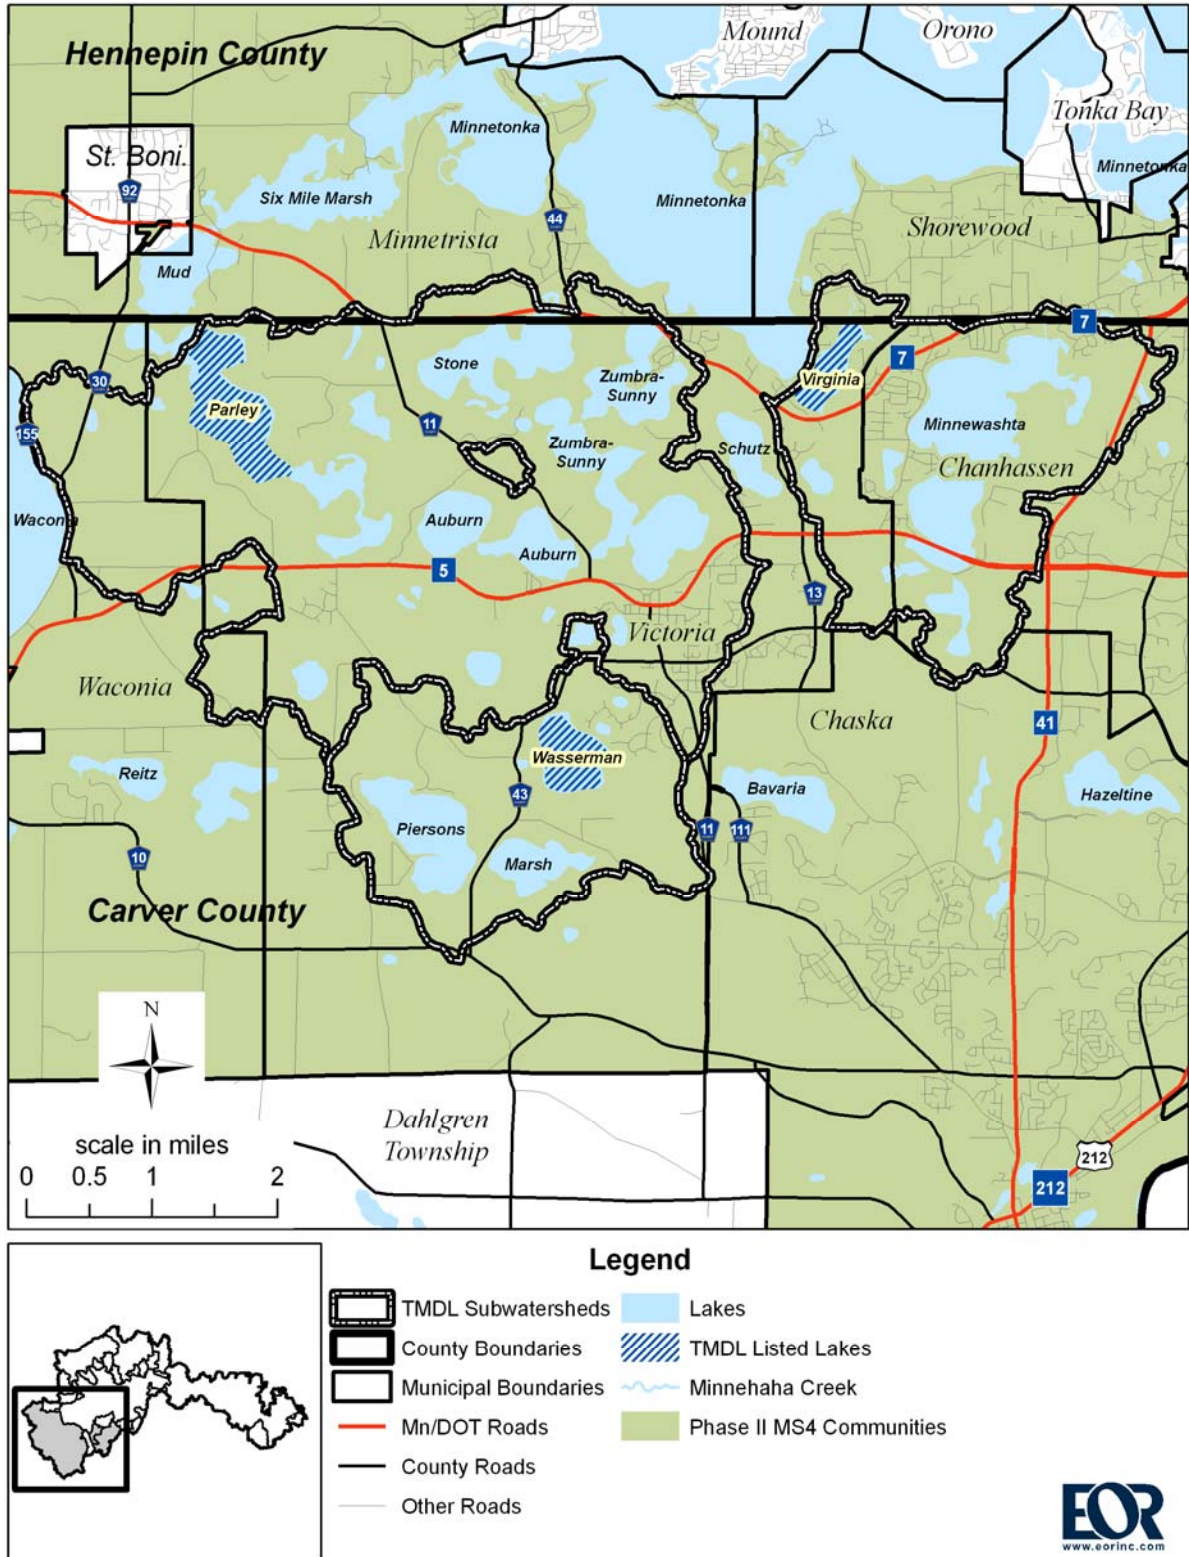 Hennepin County
Mound
Orono
Tonka Bay
St. Boni.
Minnetonka
Minnetonka
92
Six Mile Marsh
Minnetonka
44
Shorewood
Minnetrista
Mud
7
7
Stone
Zumbra-
Sunny
Virginia
30
Parley
11
Minnewashta
155
Zumbra-
Sunny
Schutz
Chanhassen
Waconia
Auburn
Auburn
5
13
Victoria
Waconia
Chaska
41
Wasserman
Reitz
43
Bavaria
Hazeltine
Piersons
11
111
10
Marsh
Carver County
N
Dahlgren
Township
scale in miles
0 0.5 1 2
212
212
Legend
TMDL Subwatersheds
County Boundaries
Municipal Boundaries
Mn/DOT Roads
County Roads
Other Roads
Lakes
TMDL Listed Lakes
Minnehaha Creek
Phase II MS4 Communities
EOR
www.eorinc.com